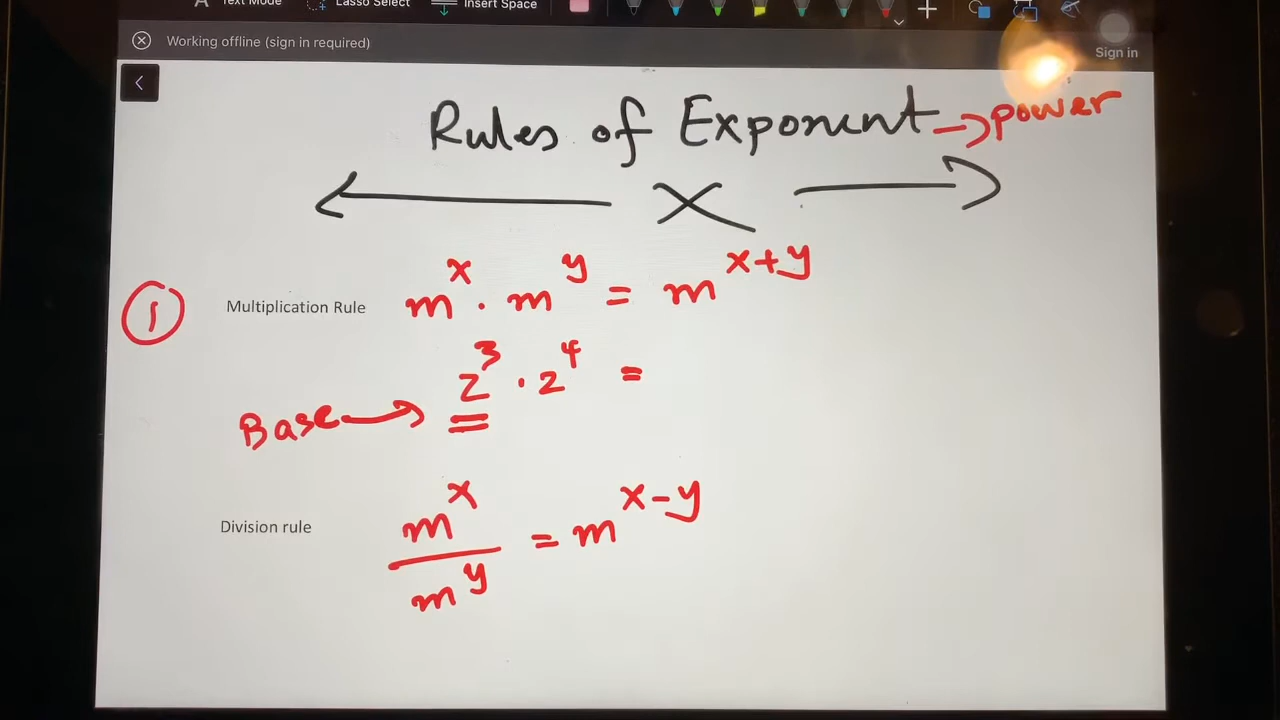 Text Mode Lasso Select Insert Space
Working offline (sign in required) Sign in
Rules of Exponent → power
← X →
① Multiplication Rule m^x · m^y = m^(x+y)
2^3 · 2^4 =
Base →
Division rule m^x / m^y = m^(x-y)